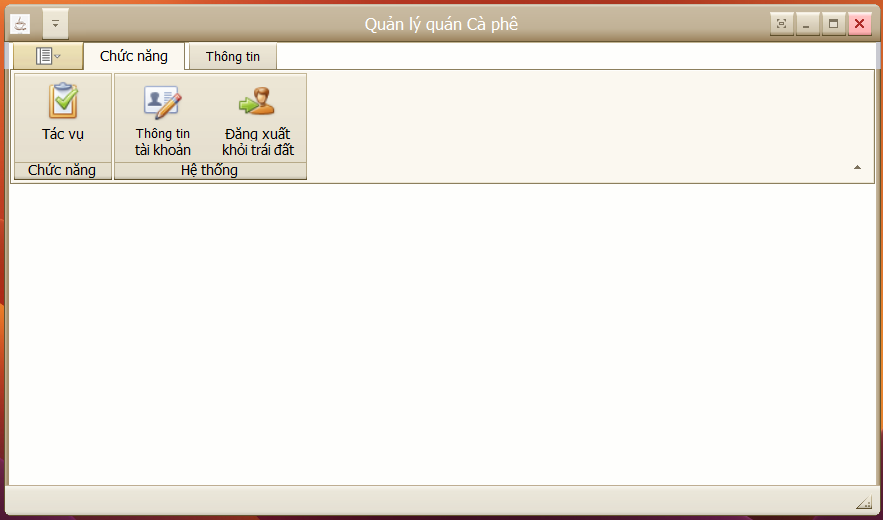 Quản lý quán Cà phê
Chức năng
Thông tin
Tác vụ
Thông tin
tài khoản
Đăng xuất
khỏi trái đất
Chức năng
Hệ thống